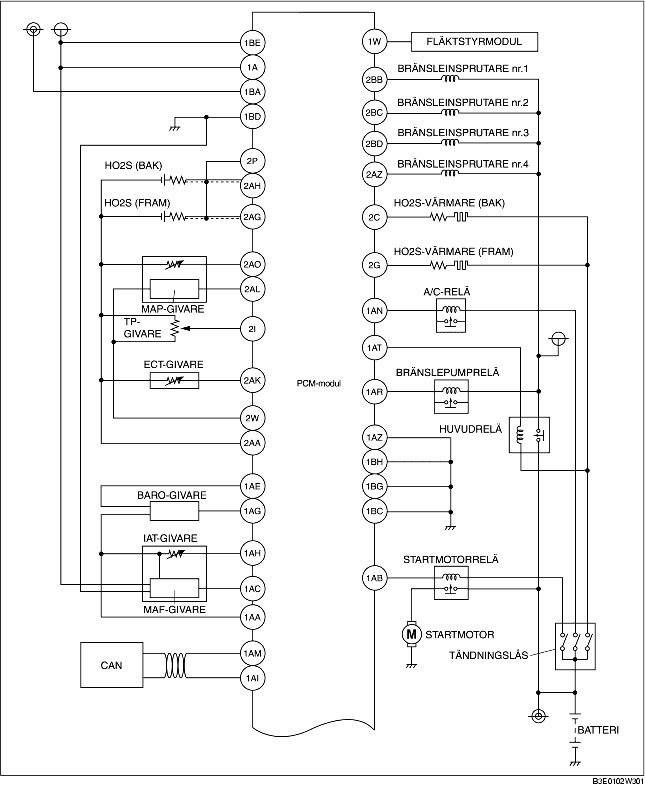 1BE
1A
1BA
1BD
2P
HO2S (BAK)
2AH
HO2S (FRAM)
2AG
2AO
2AL
MAP-GIVARE
TP-
GIVARE
2I
ECT-GIVARE
2AK
2W
2AA
1AE
BARO-GIVARE
1AG
IAT-GIVARE
1AH
1AC
MAF-GIVARE
1AA
CAN
1AM
1AI
PCM-modul
1W
FLÄKTSTYRMODUL
BRÄNSLEINSPRUTARE nr.1
2BB
BRÄNSLEINSPRUTARE nr.2
2BC
BRÄNSLEINSPRUTARE nr.3
2BD
BRÄNSLEINSPRUTARE nr.4
2AZ
HO2S-VÄRMARE (BAK)
2C
HO2S-VÄRMARE (FRAM)
2G
A/C-RELÄ
1AN
1AT
BRÄNSLEPUMPRELÄ
1AR
HUVUDRELÄ
1AZ
1BH
1BG
1BC
STARTMOTORRELÄ
1AB
M
STARTMOTOR
TÄNDNINGSLÅS
BATTERI
B3E0102W301